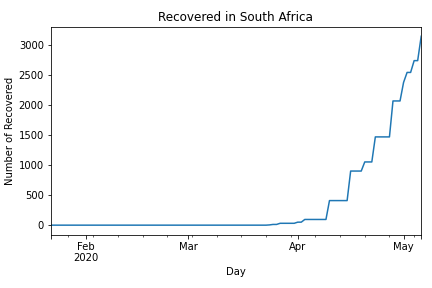 Recovered in South Africa
Number of Recovered
3000
2500
2000
1500
1000
500
0
Feb
2020
Mar
Apr
May
Day